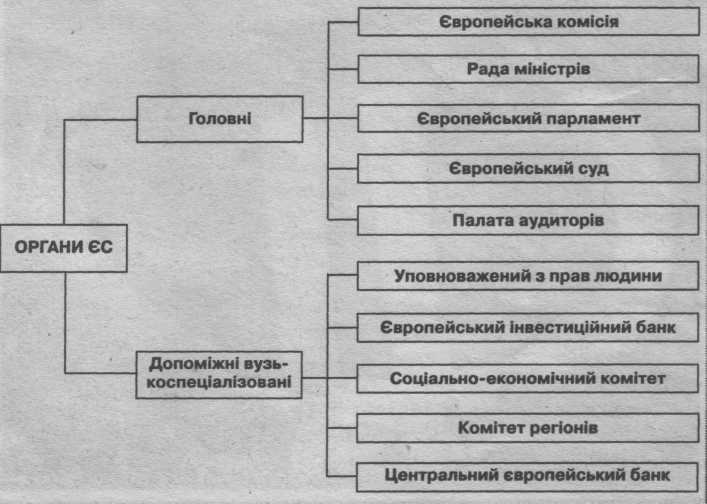 ОРГАНИ ЄС
Головні
Європейська комісія
Рада міністрів
Європейський парламент
Європейський суд
Палата аудиторів
Допоміжні вузь-
коспеціалізовані
Уповноважений з прав людини
Європейський інвестиційний банк
Соціально-економічний комітет
Комітет регіонів
Центральний європейський банк